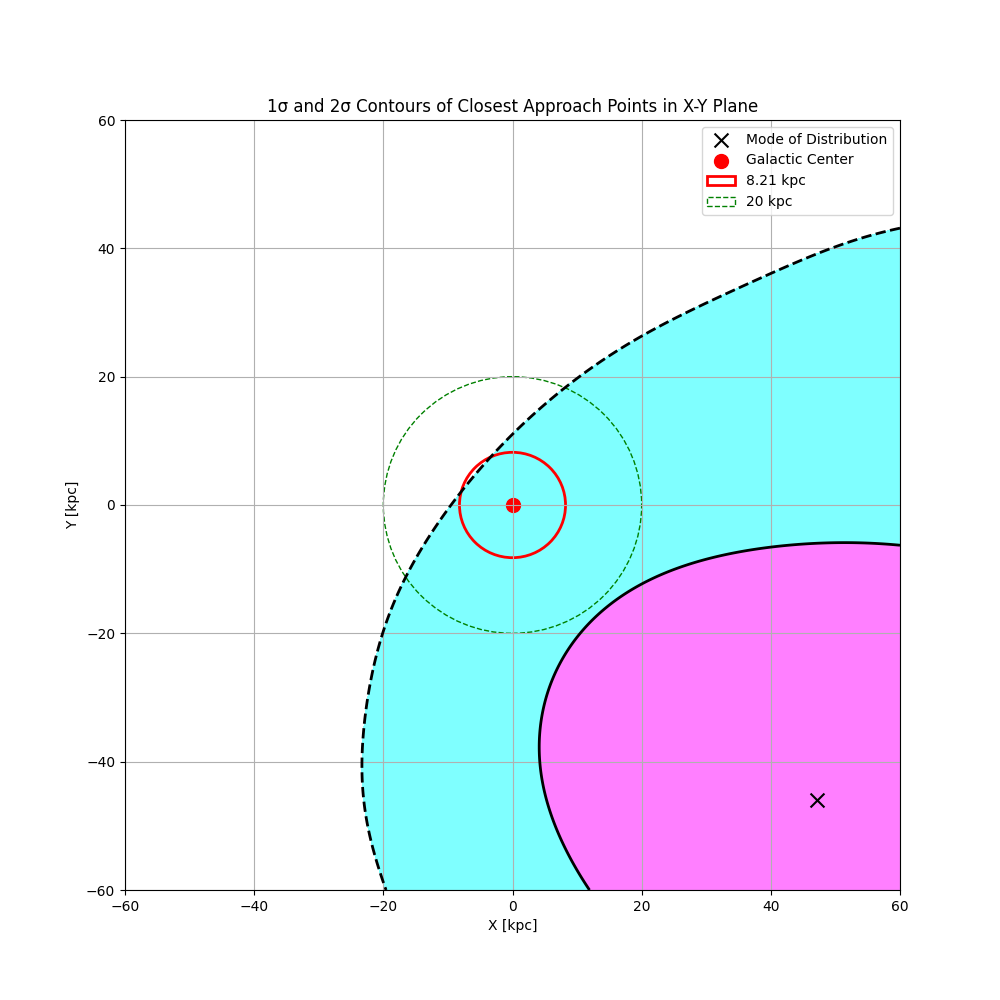 1σ and 2σ Contours of Closest Approach Points in X-Y Plane
Mode of Distribution
Galactic Center
8.21 kpc
20 kpc
60
40
20
0
−20
−40
−60
Y [kpc]
−60 −40 −20 0 20 40 60
X [kpc]